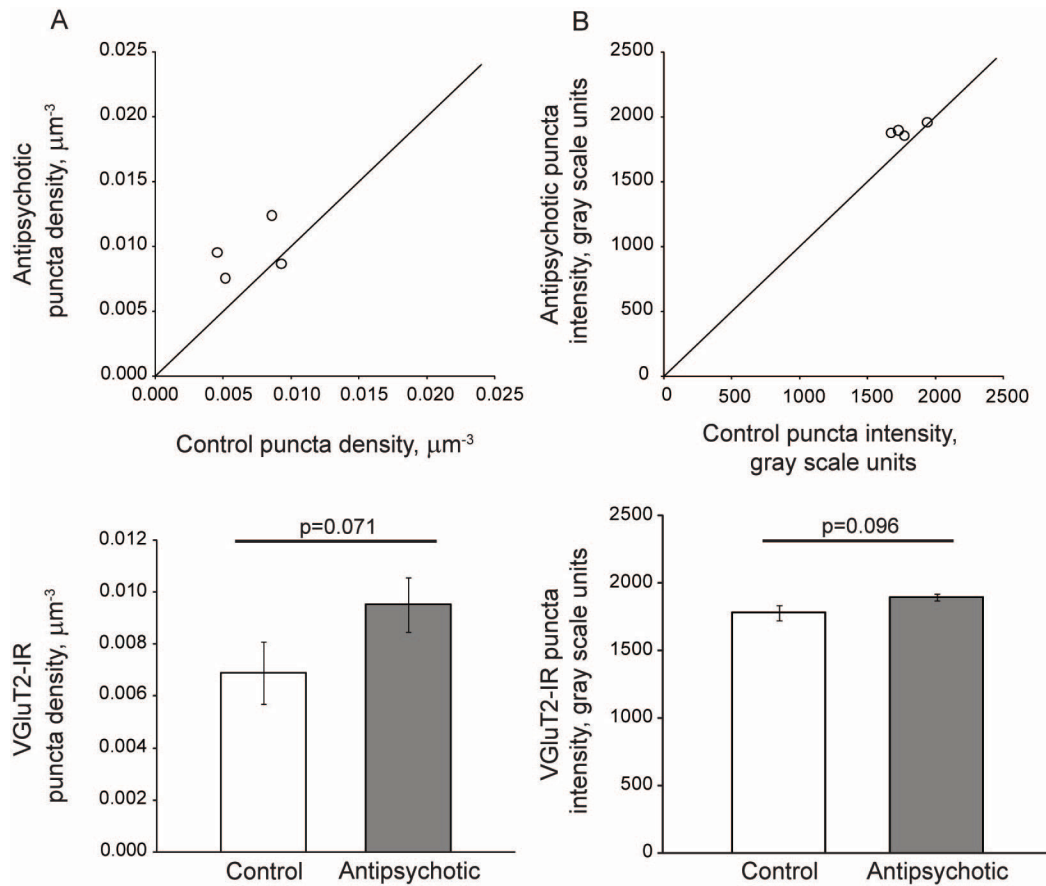 A
0.025
0.020
0.015
0.010
0.005
0.000
Antipsychotic
puncta density, μm-3
0.000 0.005 0.010 0.015 0.020 0.025
Control puncta density, μm-3
B
2500
2000
1500
1000
500
0
Antipsychotic puncta
intensity, gray scale units
0 500 1000 1500 2000 2500
Control puncta intensity,
gray scale units
0.012
0.010
0.008
0.006
0.004
0.002
0.000
VGluT2-IR
puncta density, μm-3
p=0.071
Control Antipsychotic
2500
2000
1500
1000
500
0
VGluT2-IR puncta
intensity, gray scale units
p=0.096
Control Antipsychotic